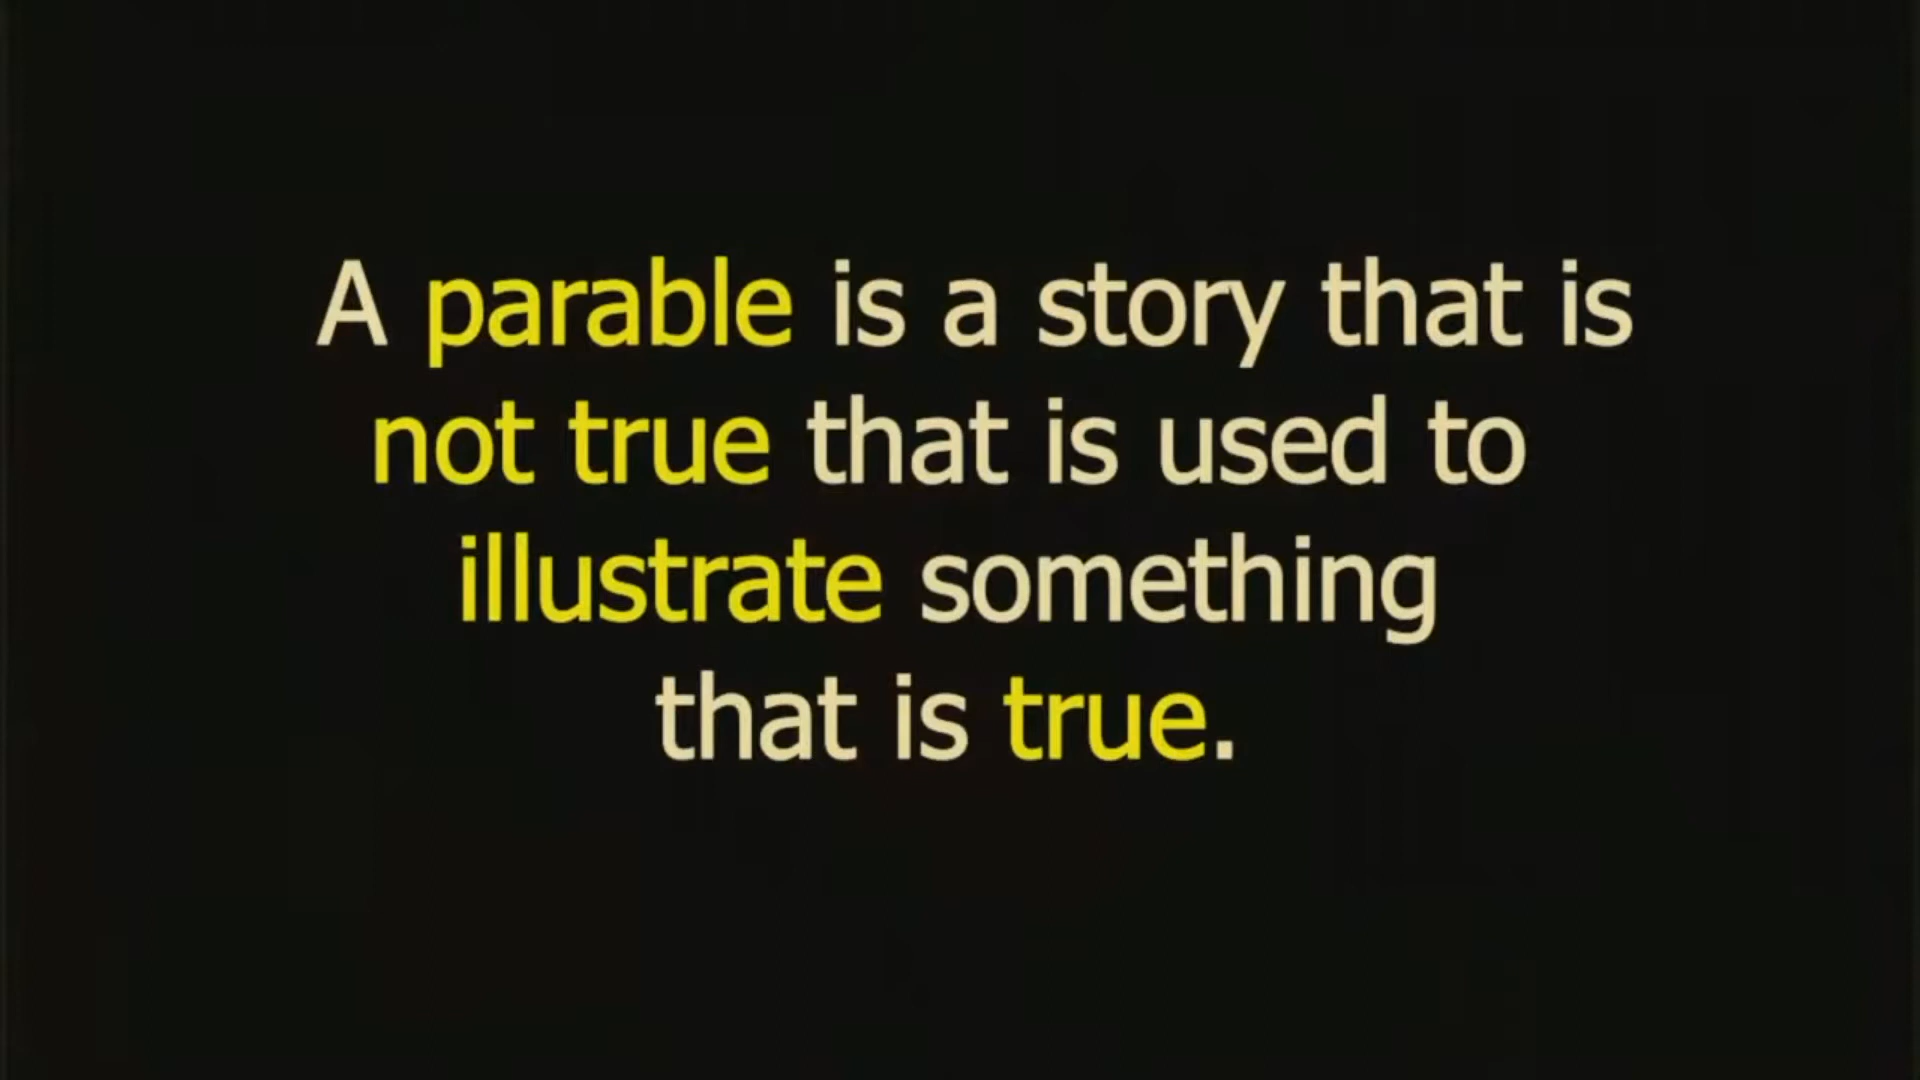 A parable is a story that is
not true that is used to
illustrate something
that is true.